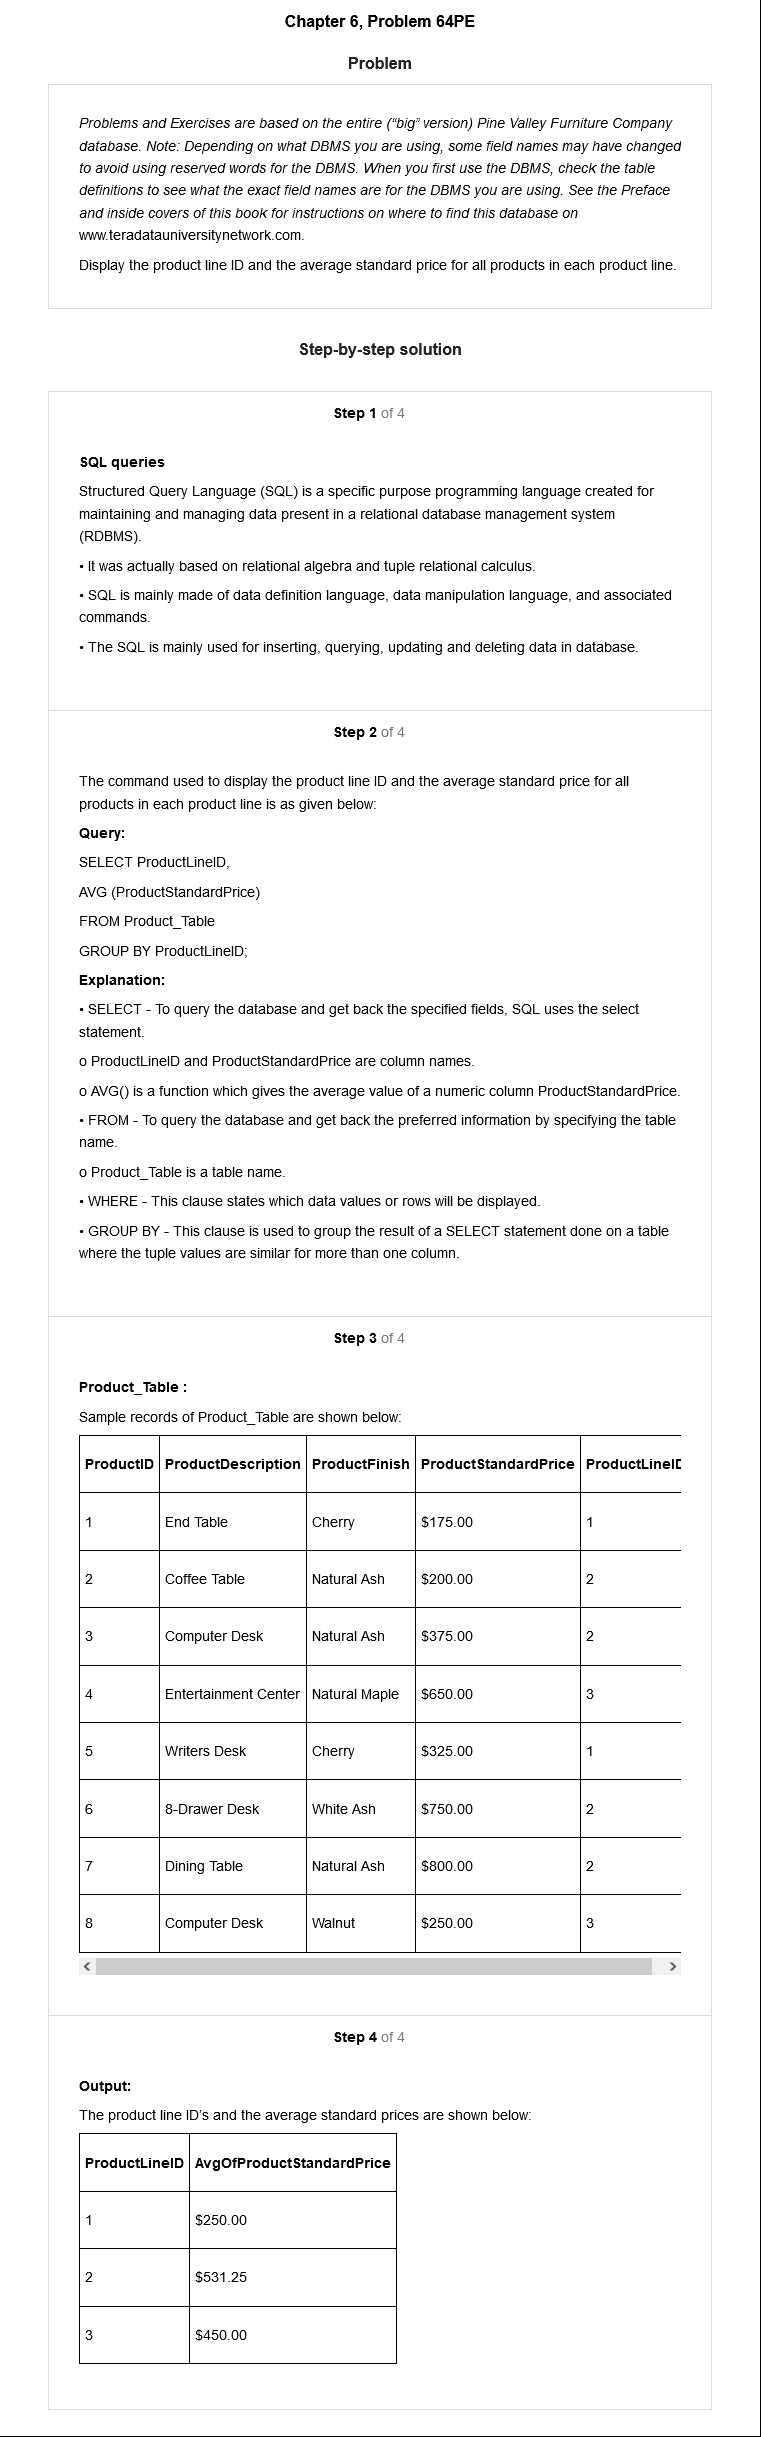 Chapter 6, Problem 64PE
Problem
Problems and Exercises are based on the entire (“big” version) Pine Valley Furniture Company
database. Note: Depending on what DBMS you are using, some field names may have changed
to avoid using reserved words for the DBMS. When you first use the DBMS, check the table
definitions to see what the exact field names are for the DBMS you are using. See the Preface
and inside covers of this book for instructions on where to find this database on
www.teradatauniversitynetwork.com.
Display the product line ID and the average standard price for all products in each product line.
Step-by-step solution
Step 1 of 4
SQL queries
Structured Query Language (SQL) is a specific purpose programming language created for
maintaining and managing data present in a relational database management system
(RDBMS).
• It was actually based on relational algebra and tuple relational calculus.
• SQL is mainly made of data definition language, data manipulation language, and associated
commands.
• The SQL is mainly used for inserting, querying, updating and deleting data in database.
Step 2 of 4
The command used to display the product line ID and the average standard price for all
products in each product line is as given below:
Query:
SELECT ProductLineID,
AVG (ProductStandardPrice)
FROM Product_Table
GROUP BY ProductLineID;
Explanation:
• SELECT - To query the database and get back the specified fields, SQL uses the select
statement.
o ProductLineID and ProductStandardPrice are column names.
o AVG() is a function which gives the average value of a numeric column ProductStandardPrice.
• FROM - To query the database and get back the preferred information by specifying the table
name.
o Product_Table is a table name.
• WHERE - This clause states which data values or rows will be displayed.
• GROUP BY - This clause is used to group the result of a SELECT statement done on a table
where the tuple values are similar for more than one column.
Step 3 of 4
Product_Table :
Sample records of Product_Table are shown below:
ProductID ProductDescription ProductFinish ProductStandardPrice ProductLineID
1 End Table Cherry $175.00 1
2 Coffee Table Natural Ash $200.00 2
3 Computer Desk Natural Ash $375.00 2
4 Entertainment Center Natural Maple $650.00 3
5 Writers Desk Cherry $325.00 1
6 8-Drawer Desk White Ash $750.00 2
7 Dining Table Natural Ash $800.00 2
8 Computer Desk Walnut $250.00 3
Step 4 of 4
Output:
The product line ID’s and the average standard prices are shown below:
ProductLineID AvgOfProductStandardPrice
1 $250.00
2 $531.25
3 $450.00